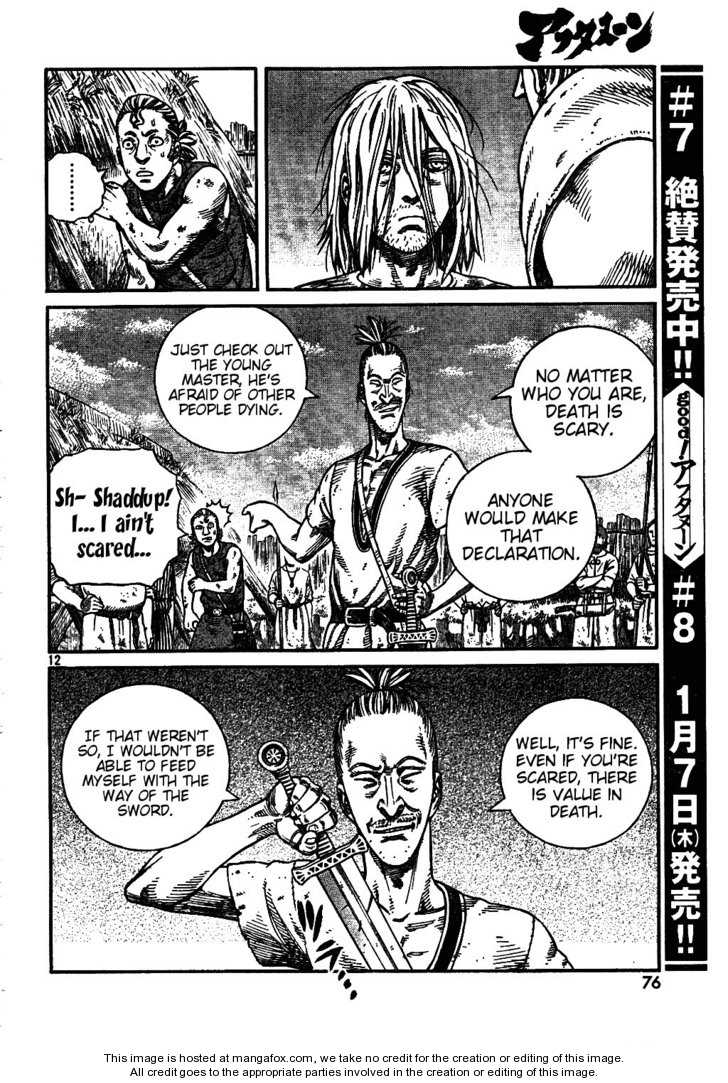 アフタヌーン
#7 絶賛発売中!! good!アフタヌーン #8 1月7日(木)発売!!
………
NO MATTER
WHO YOU ARE,
DEATH IS
SCARY.
ANYONE
WOULD MAKE
THAT
DECLARATION.
JUST CHECK OUT
THE YOUNG
MASTER, HE'S
AFRAID OF OTHER
PEOPLE DYING.
Sh- Shaddup!
I... I ain't
scared...
12
WELL, IT'S FINE.
EVEN IF YOU'RE
SCARED, THERE
IS VALUE IN
DEATH.
IF THAT WEREN'T
SO, I WOULDN'T BE
ABLE TO FEED
MYSELF WITH THE
WAY OF THE
SWORD.
76
This image is hosted at mangafox.com, we take no credit for the creation or editing of this image.
All credit goes to the appropriate parties involved in the creation or editing of this image.